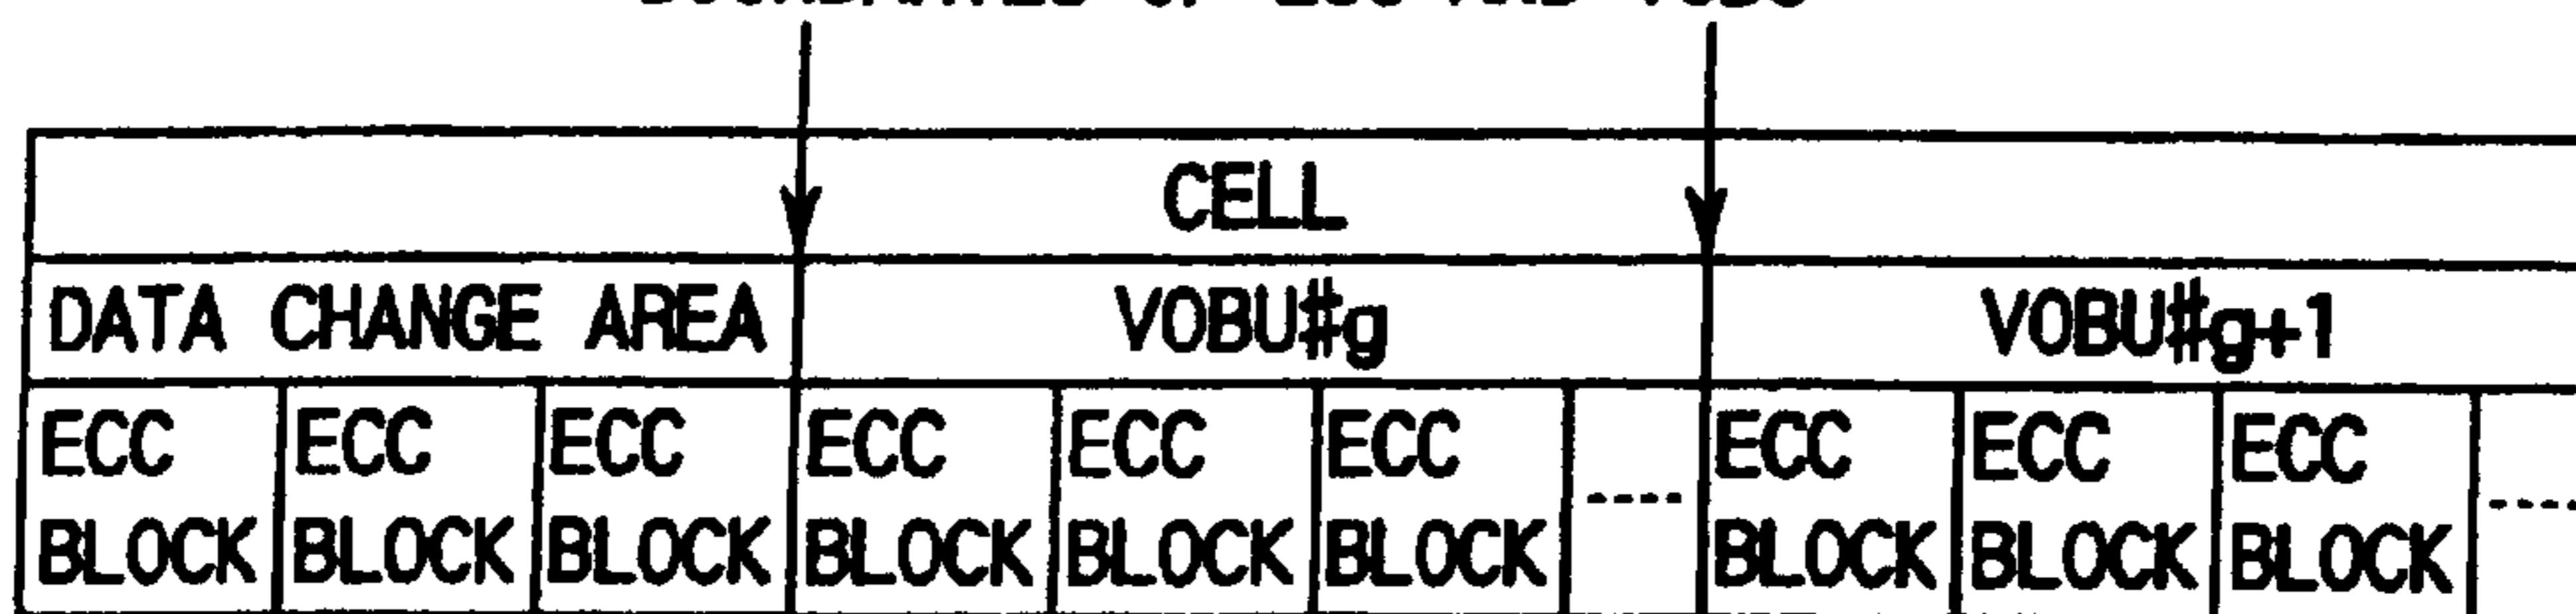 CELL
DATA CHANGE AREA VOBU#g VOBU#g+1
ECC ECC ECC ECC ECC ECC ECC ECC ECC
BLOCK BLOCK BLOCK BLOCK BLOCK BLOCK ---- BLOCK BLOCK BLOCK ----